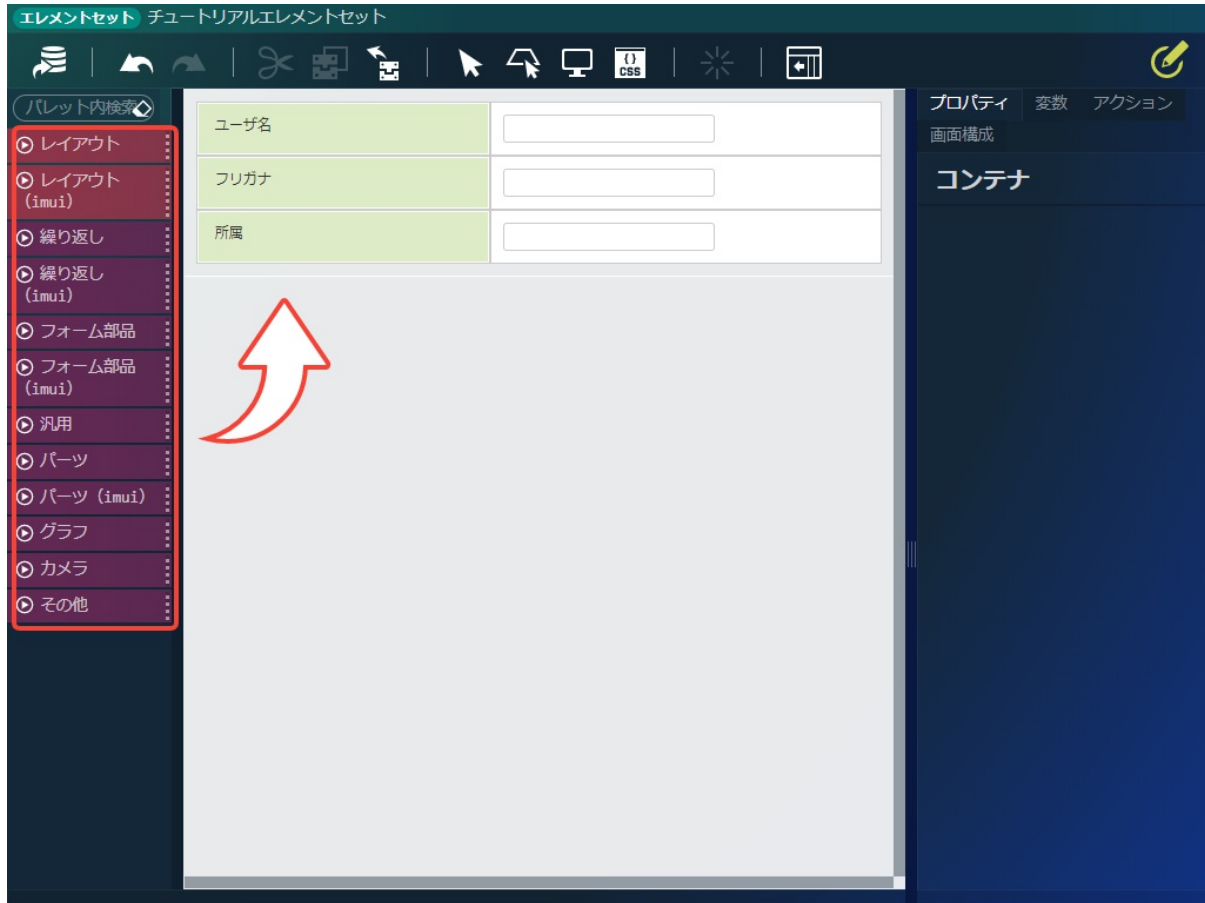 エレメントセット チュートリアルエレメントセット
{} CSS
パレット内検索
レイアウト
レイアウト
(imui)
繰り返し
繰り返し
(imui)
フォーム部品
フォーム部品
(imui)
汎用
パーツ
パーツ (imui)
グラフ
カメラ
その他
ユーザ名
フリガナ
所属
プロパティ 変数 アクション
画面構成
コンテナ